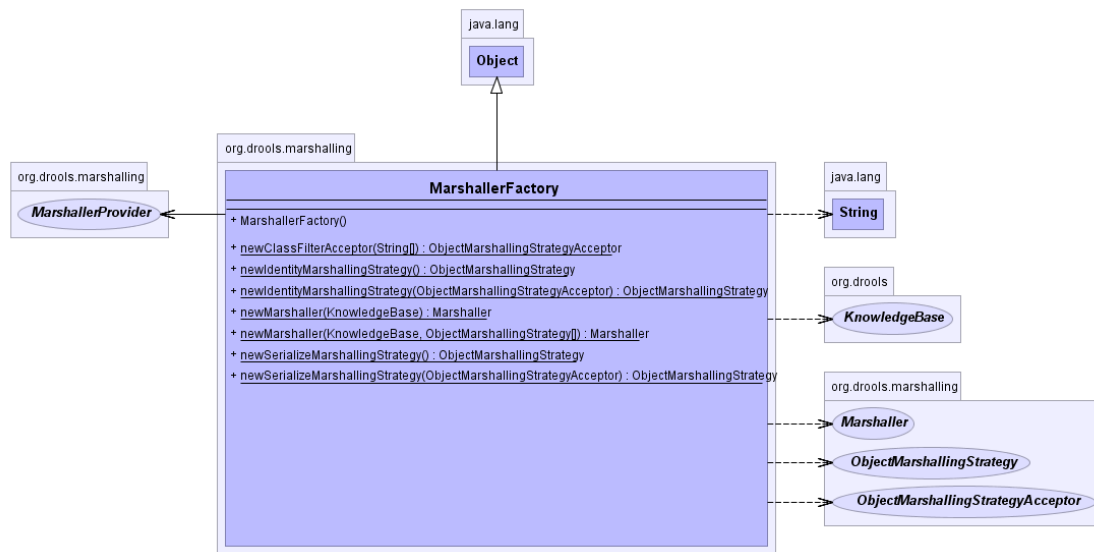 java.lang
Object
org.drools.marshalling
org.drools.marshalling
MarshallerProvider
MarshallerFactory
+ MarshallerFactory()
+ newClassFilterAcceptor(String[]) : ObjectMarshallingStrategyAcceptor
+ newIdentityMarshallingStrategy() : ObjectMarshallingStrategy
+ newIdentityMarshallingStrategy(ObjectMarshallingStrategyAcceptor) : ObjectMarshallingStrategy
+ newMarshaller(KnowledgeBase) : Marshaller
+ newMarshaller(KnowledgeBase, ObjectMarshallingStrategy[]) : Marshaller
+ newSerializeMarshallingStrategy() : ObjectMarshallingStrategy
+ newSerializeMarshallingStrategy(ObjectMarshallingStrategyAcceptor) : ObjectMarshallingStrategy
java.lang
String
org.drools
KnowledgeBase
org.drools.marshalling
Marshaller
ObjectMarshallingStrategy
ObjectMarshallingStrategyAcceptor